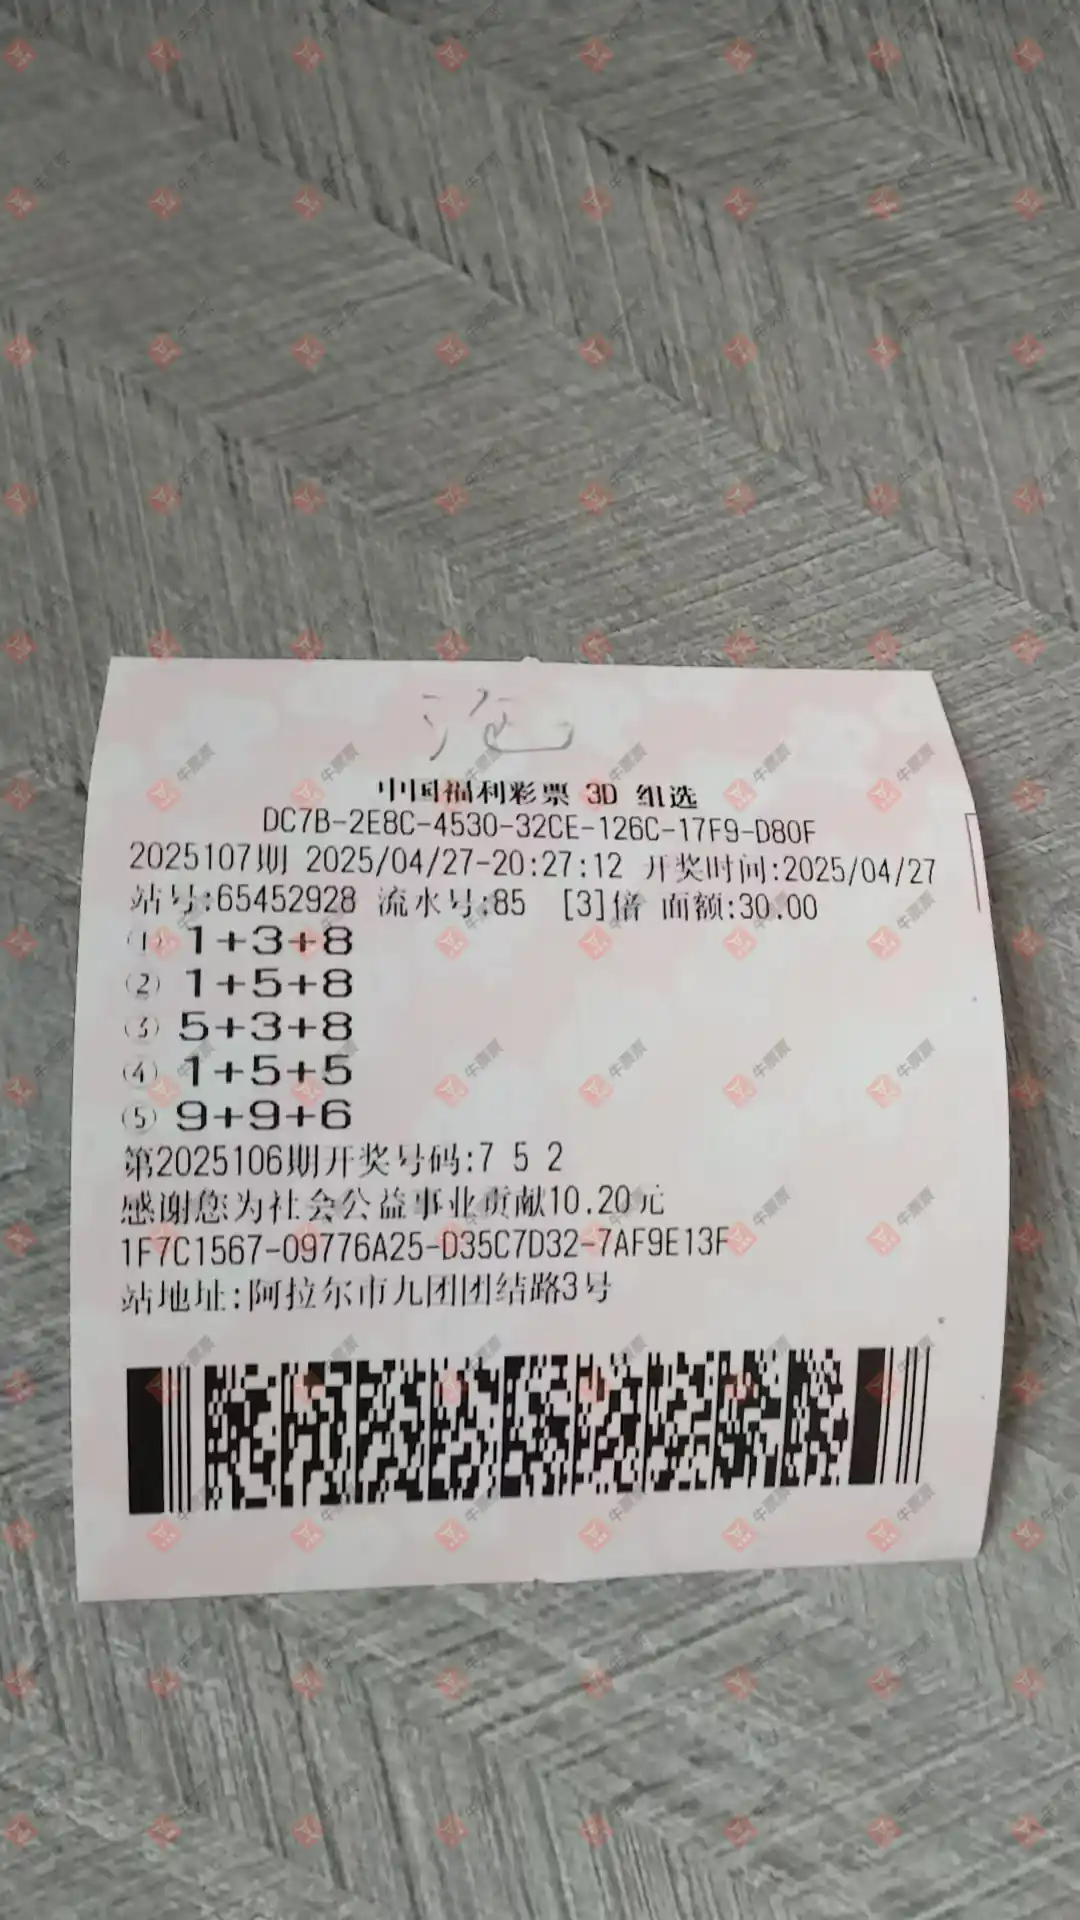 中国福利彩票 3D 组选
DC7B-2E8C-4530-32CE-126C-17F9-D80F
2025107期 2025/04/27-20:27:12 开奖时间:2025/04/27
站号:65452928 流水号:85 [3]倍 面额:30.00
(1) 1+3+8
(2) 1+5+8
(3) 5+3+8
(4) 1+5+5
(5) 9+9+6
第2025106期开奖号码:7 5 2
感谢您为社会公益事业贡献10.20元
1F7C1567-09776A25-D35C7D32-7AF9E13F
站地址:阿拉尔市九团团结路3号
牛票票